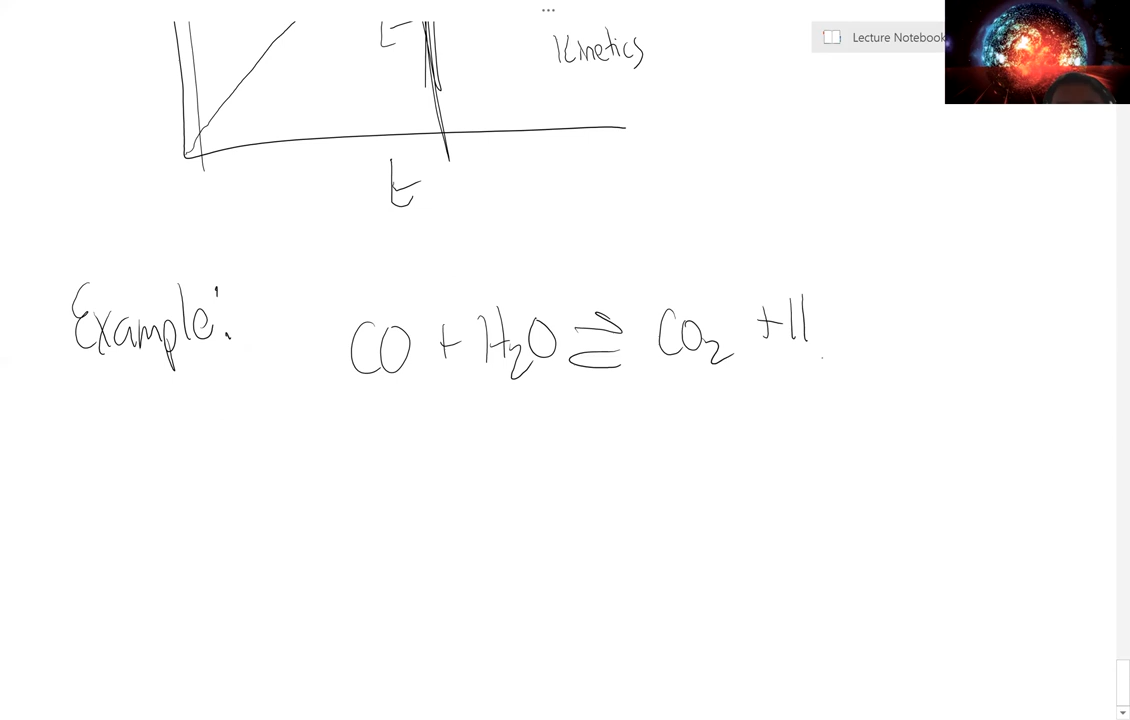 t
Kinetics
Lecture Notebook
t
Example: CO + H₂O ⇌ CO₂ + H